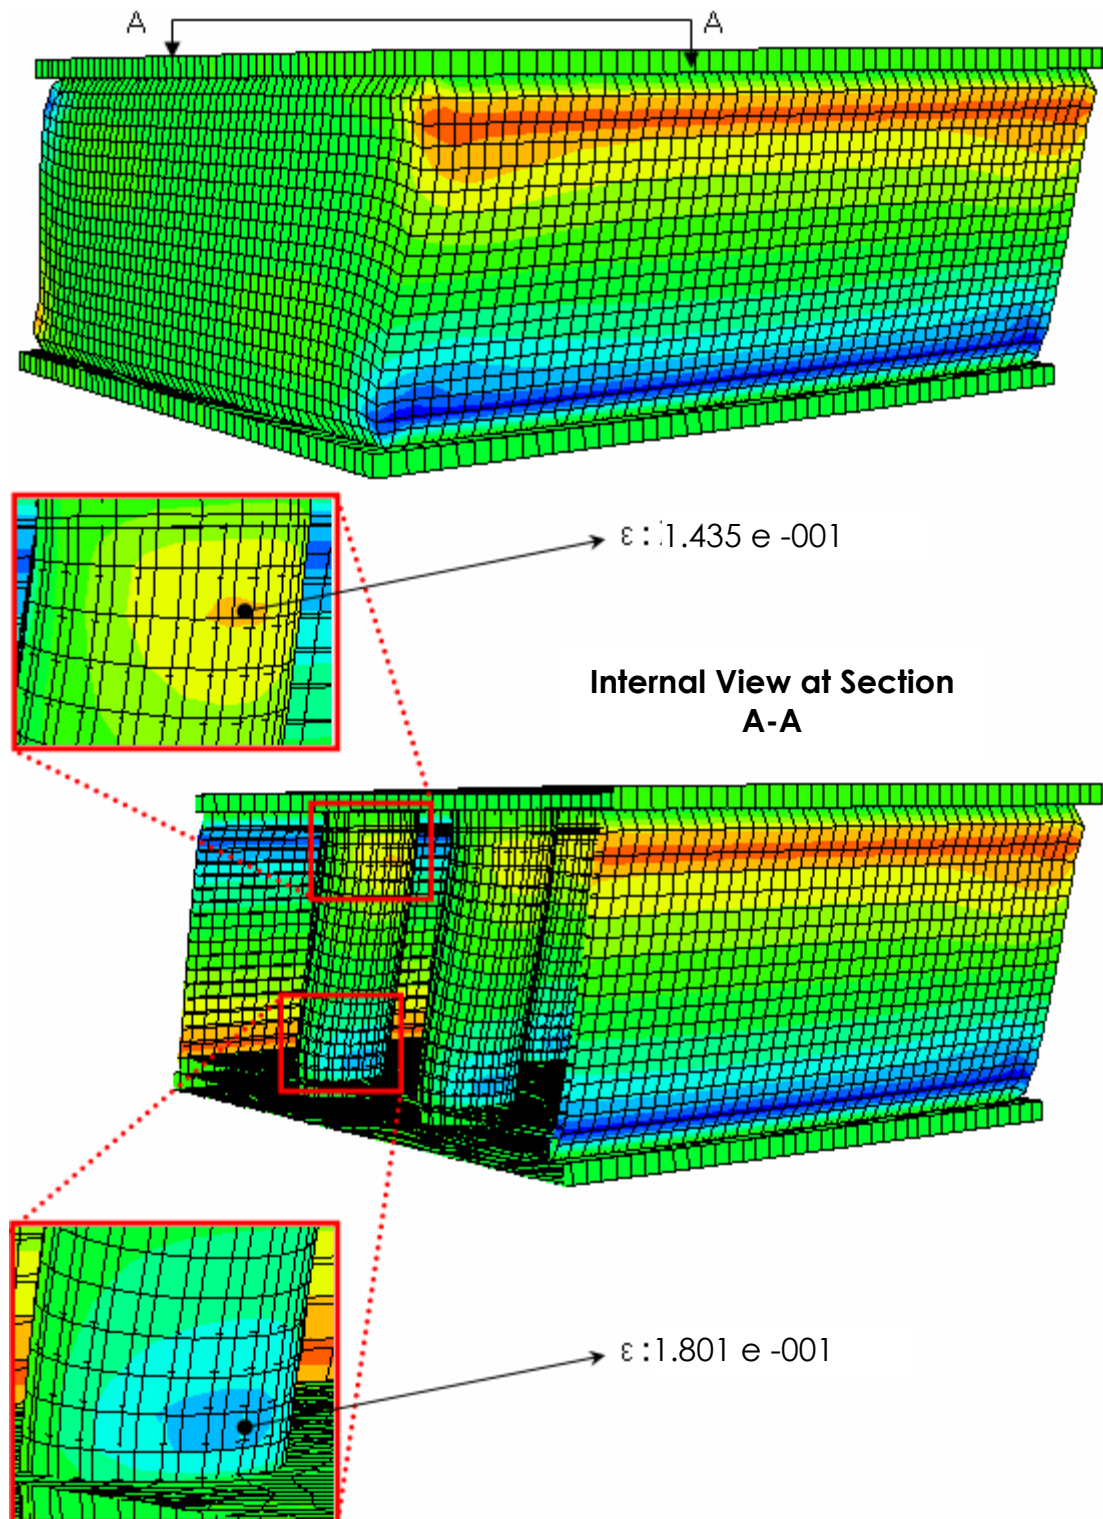 A A
ε : 1.435 e -001
Internal View at Section
A-A
ε :1.801 e -001